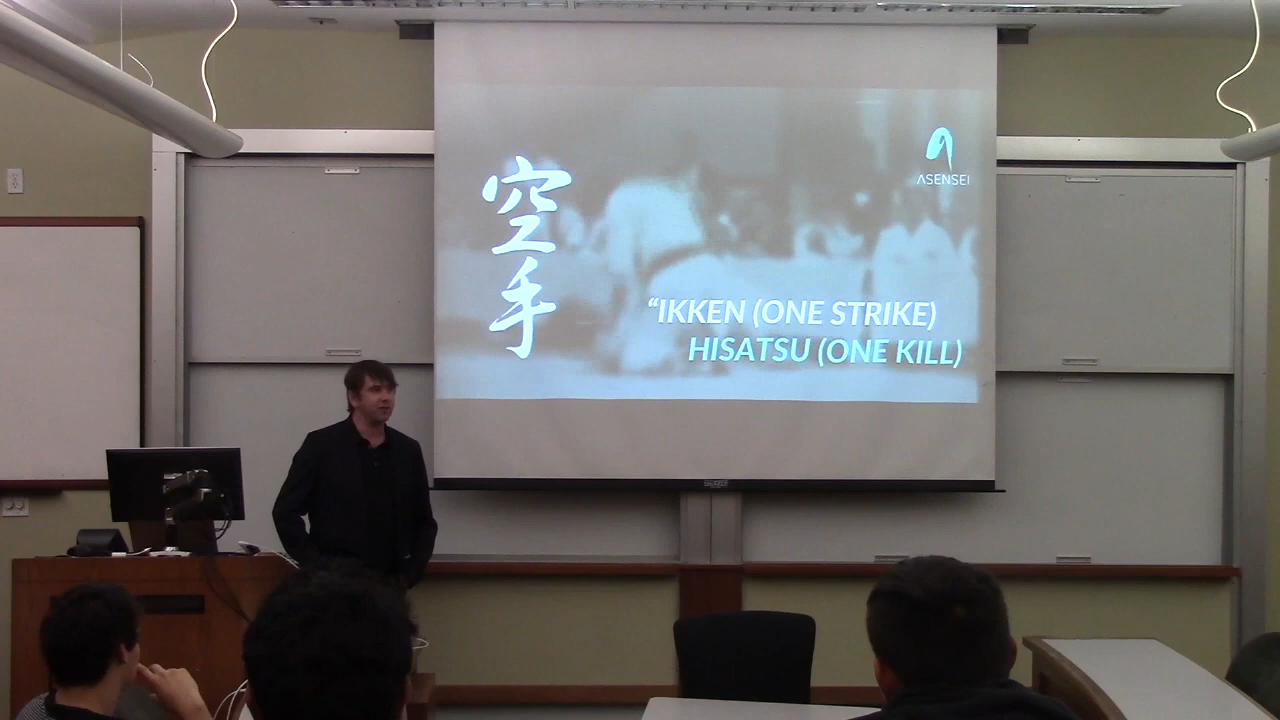 空手
ASENSEI
“IKKEN (ONE STRIKE)
HISATSU (ONE KILL)